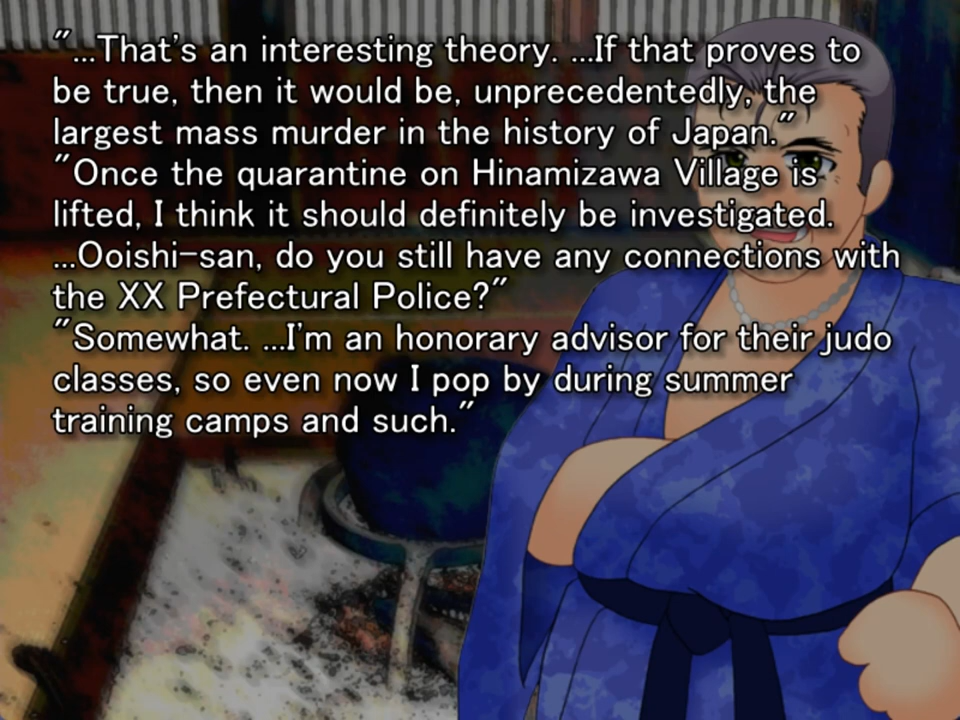 "...That's an interesting theory. ...If that proves to
be true, then it would be, unprecedentedly, the
largest mass murder in the history of Japan."
"Once the quarantine on Hinamizawa Village is
lifted, I think it should definitely be investigated.
...Ooishi-san, do you still have any connections with
the XX Prefectural Police?"
"Somewhat. ...I'm an honorary advisor for their judo
classes, so even now I pop by during summer
training camps and such."